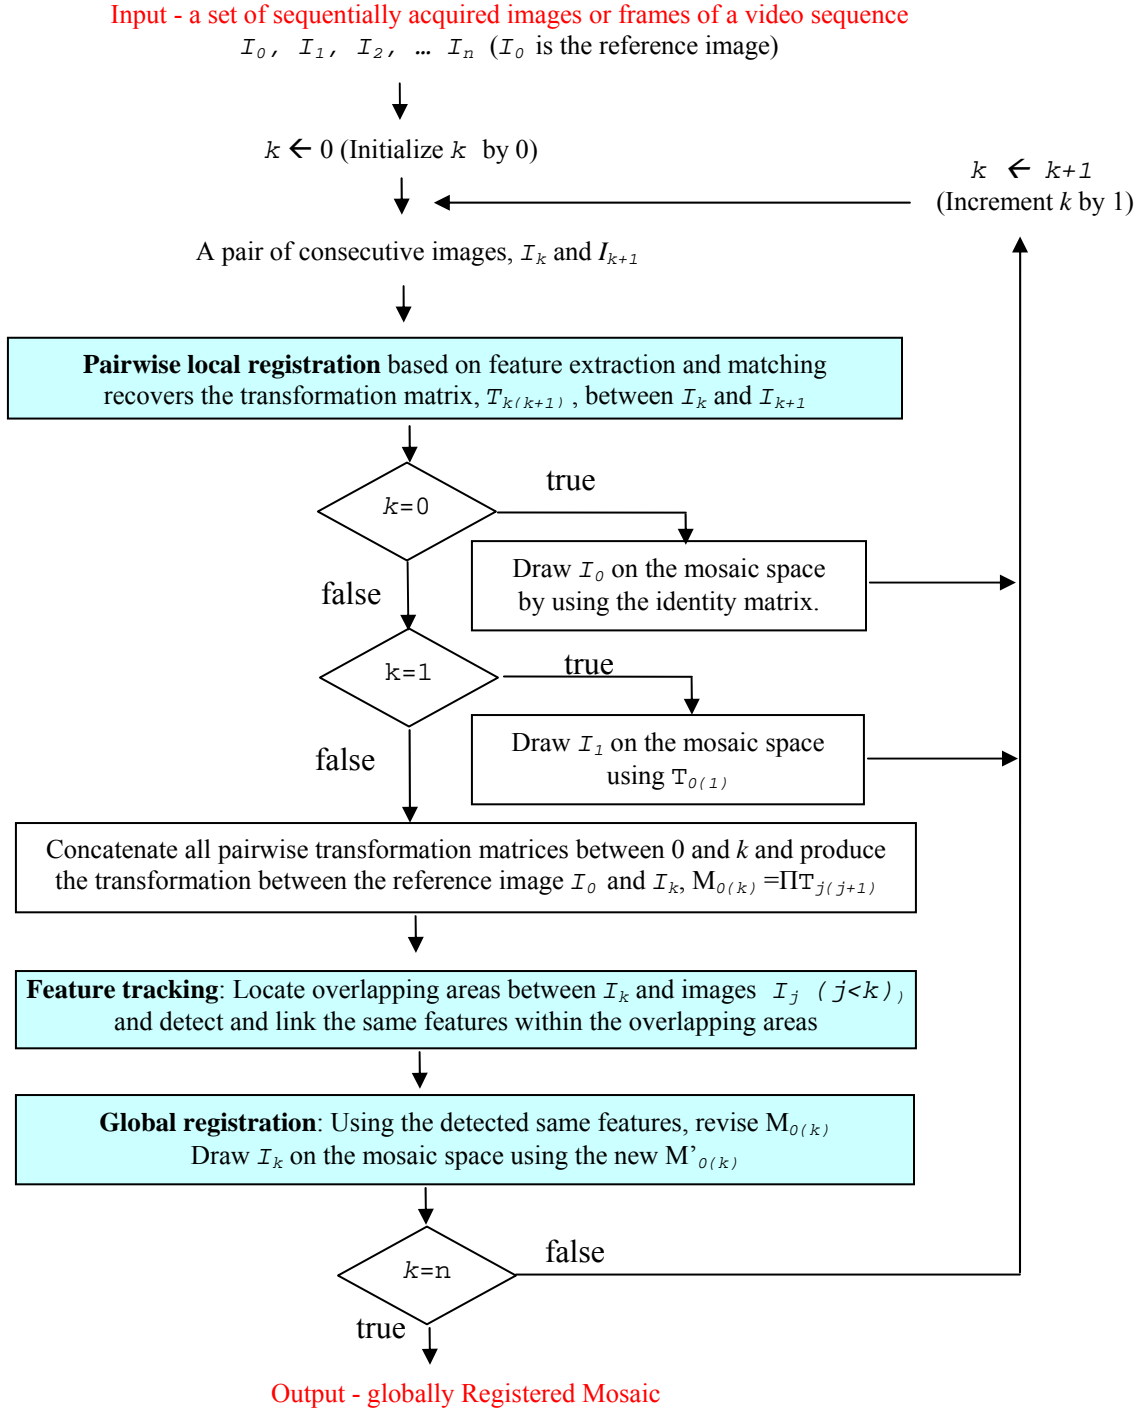 Input - a set of sequentially acquired images or frames of a video sequence
I₀, I₁, I₂, … Iₙ (I₀ is the reference image)
k ← 0 (Initialize k by 0)
k ← k+1
(Increment k by 1)
A pair of consecutive images, Iₖ and Iₖ₊₁
Pairwise local registration based on feature extraction and matching
recovers the transformation matrix, Tₖ₍ₖ₊₁₎ , between Iₖ and Iₖ₊₁
k=0
true
Draw I₀ on the mosaic space
by using the identity matrix.
false
k=1
true
Draw I₁ on the mosaic space
using T₀₍₁₎
false
Concatenate all pairwise transformation matrices between 0 and k and produce
the transformation between the reference image I₀ and Iₖ, M₀₍ₖ₎ =ΠTⱼ₍ⱼ₊₁₎
Feature tracking: Locate overlapping areas between Iₖ and images Iⱼ (j<k)₎
and detect and link the same features within the overlapping areas
Global registration: Using the detected same features, revise M₀₍ₖ₎
Draw Iₖ on the mosaic space using the new M’₀₍ₖ₎
k=n
false
true
Output - globally Registered Mosaic